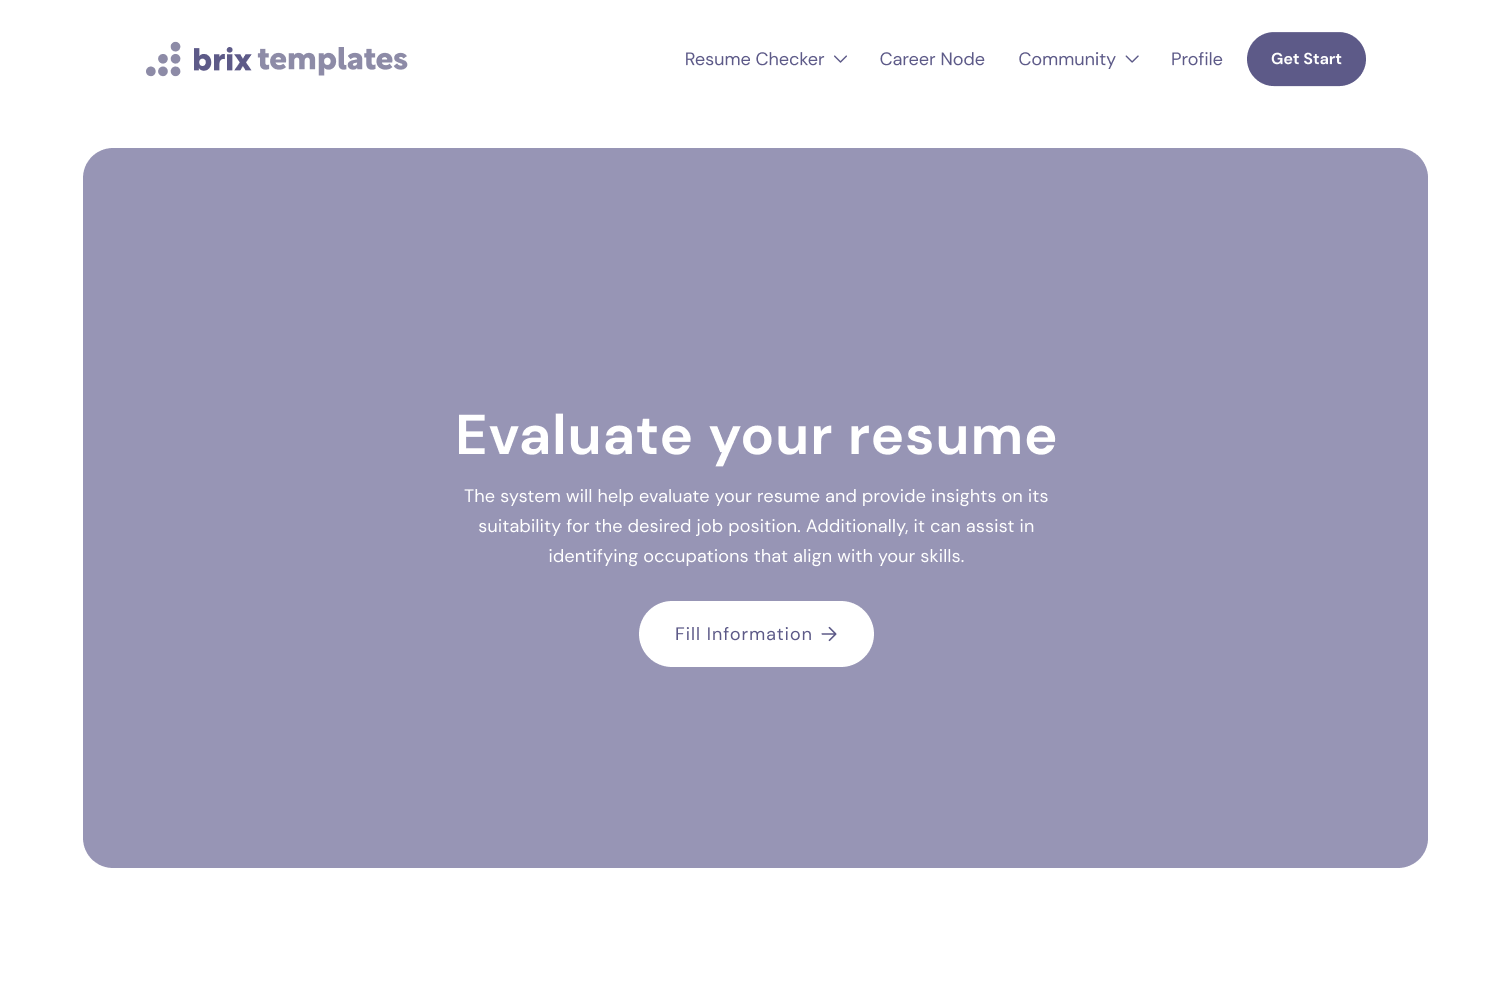 brix templates
Resume Checker
Career Node
Community
Profile
Get Start
Evaluate your resume
The system will help evaluate your resume and provide insights on its
suitability for the desired job position. Additionally, it can assist in
identifying occupations that align with your skills.
Fill Information →